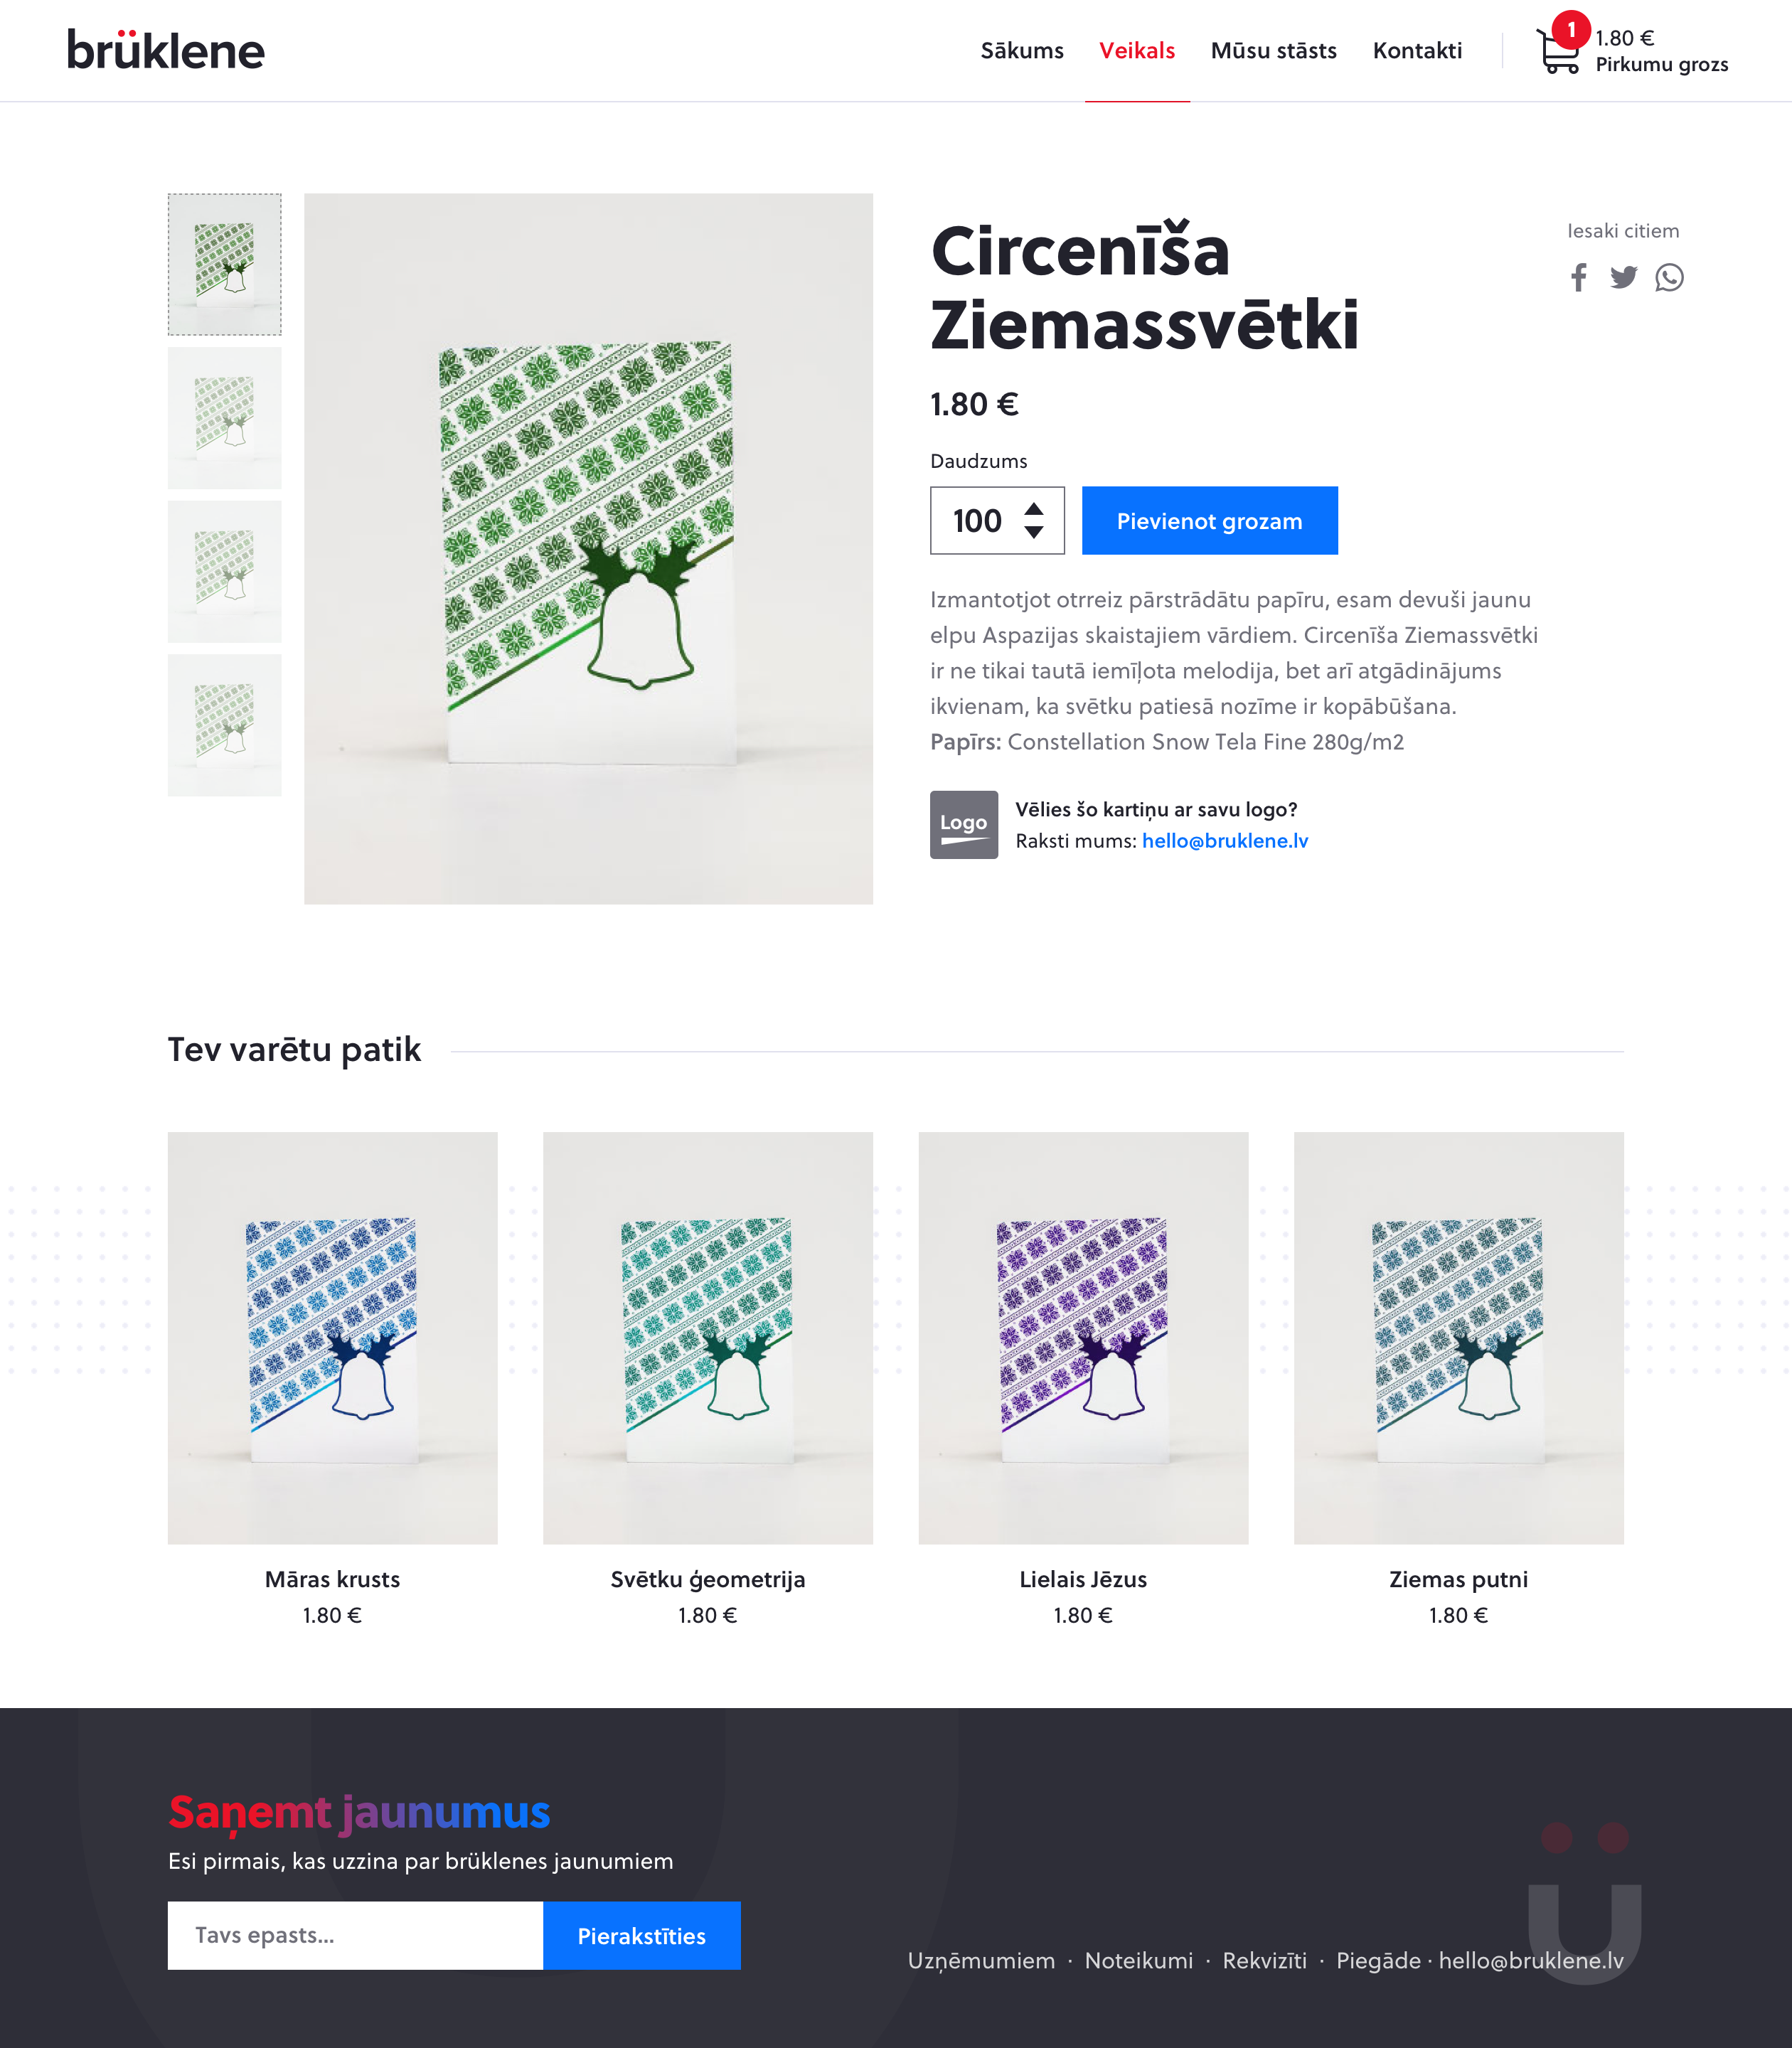 brüklene
Sākums Veikals Mūsu stāsts Kontakti
1
1.80 €
Pirkumu grozs
Circenīša
Ziemassvētki
Iesaki citiem
1.80 €
Daudzums
100
Pievienot grozam
Izmantotjot otrreiz pārstrādātu papīru, esam devuši jaunu
elpu Aspazijas skaistajiem vārdiem. Circenīša Ziemassvētki
ir ne tikai tautā iemīļota melodija, bet arī atgādinājums
ikvienam, ka svētku patiesā nozīme ir kopābūšana.
Papīrs: Constellation Snow Tela Fine 280g/m2
Logo
Vēlies šo kartiņu ar savu logo?
Raksti mums: hello@bruklene.lv
Tev varētu patik
Māras krusts
1.80 €
Svētku ģeometrija
1.80 €
Lielais Jēzus
1.80 €
Ziemas putni
1.80 €
Saņemt jaunumus
Esi pirmais, kas uzzina par brüklenes jaunumiem
Tavs epasts...
Pierakstīties
ü
Uzņēmumiem · Noteikumi · Rekvizīti · Piegāde · hello@bruklene.lv